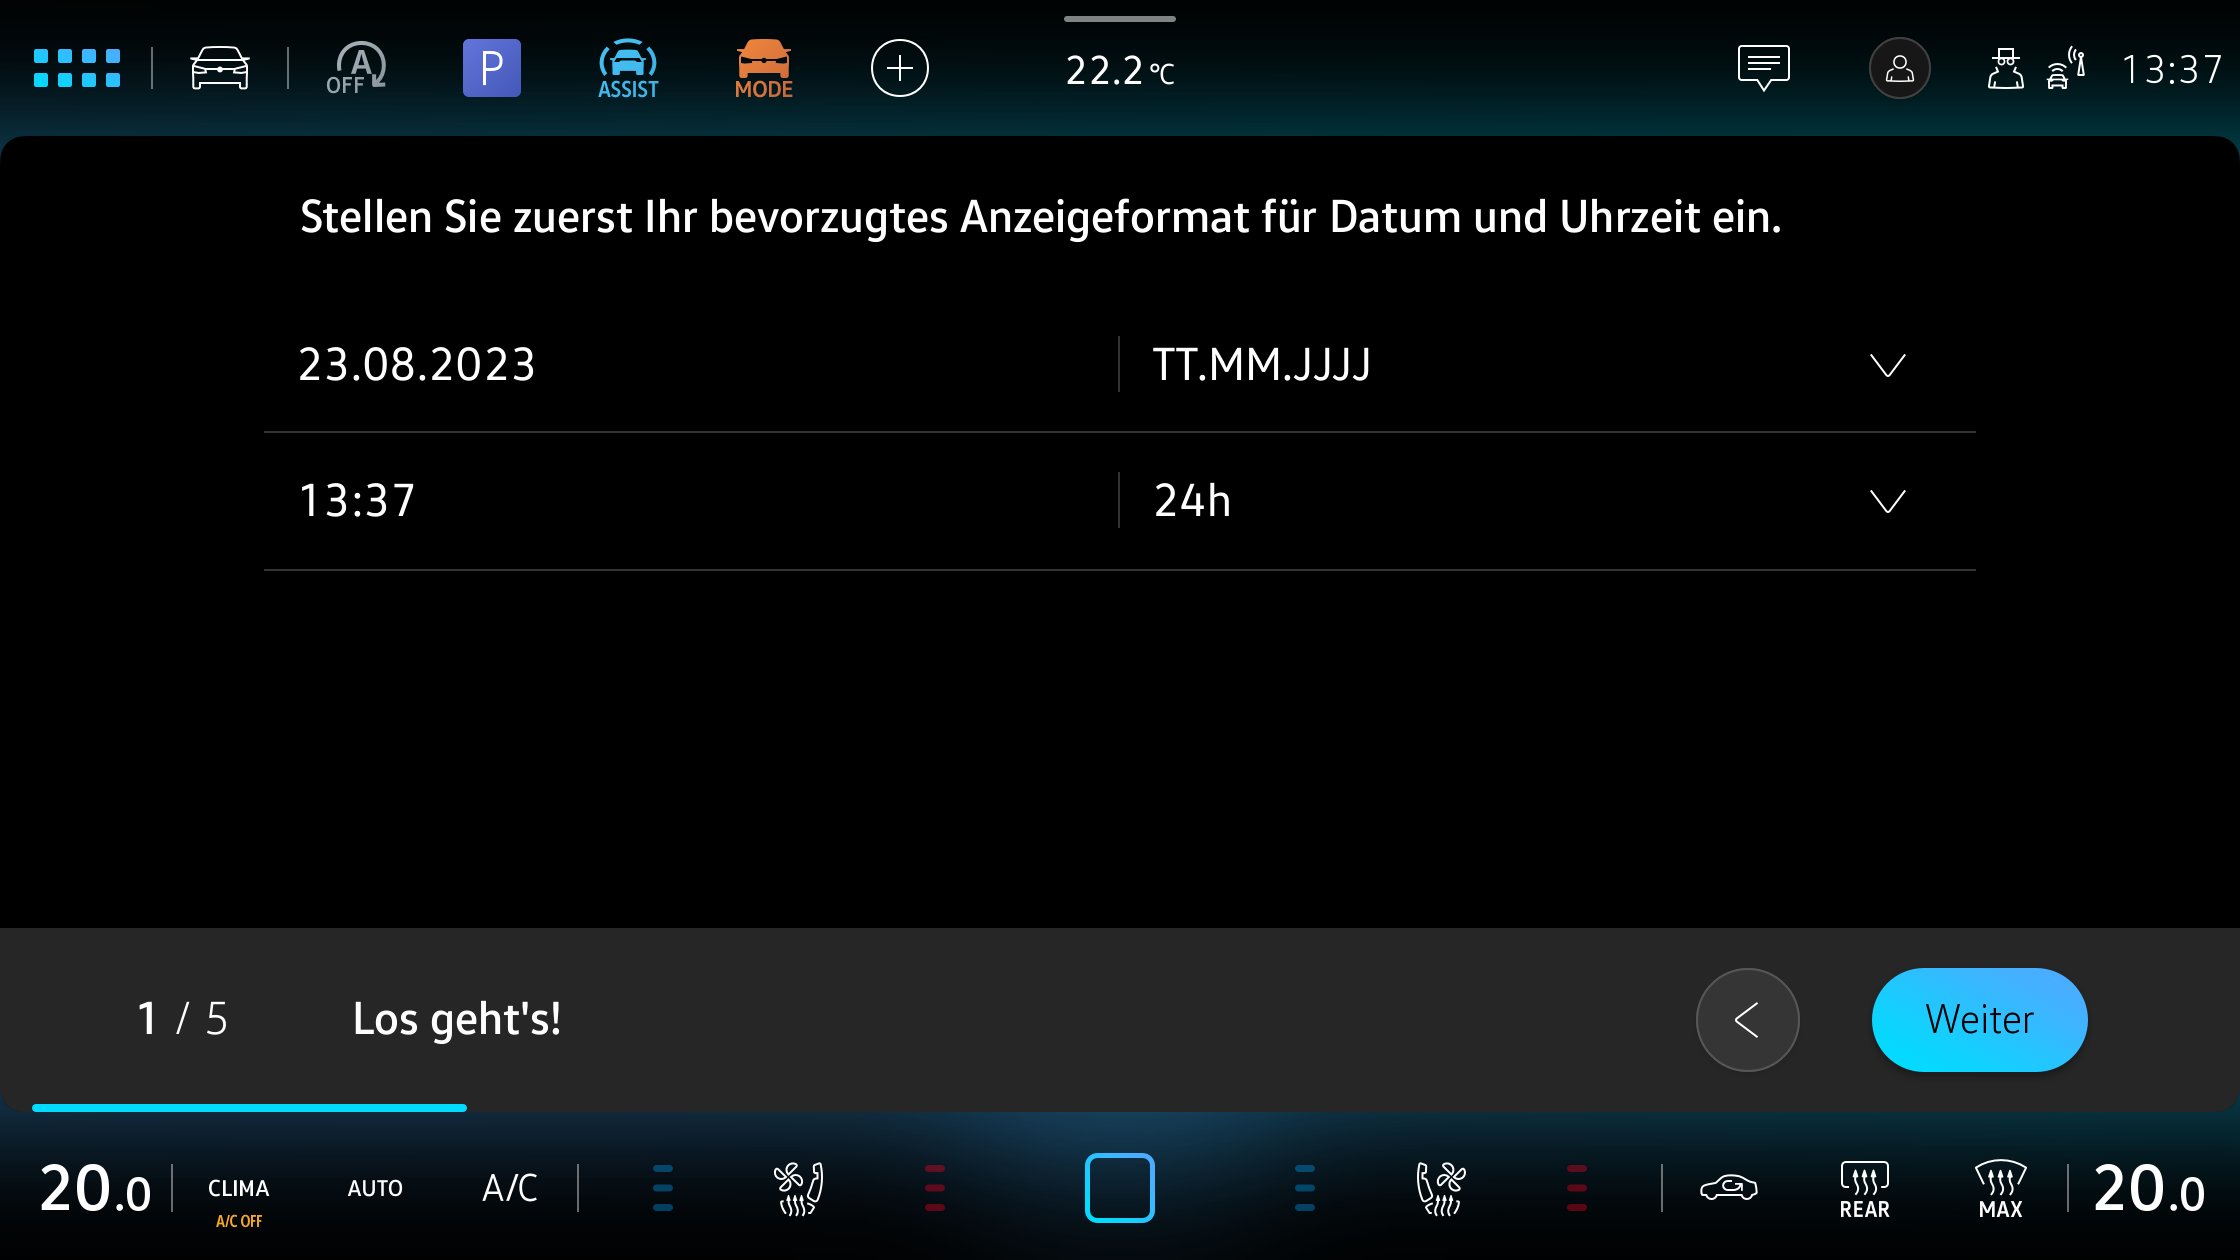 A OFF P ASSIST MODE 22.2 °C 13:37
Stellen Sie zuerst Ihr bevorzugtes Anzeigeformat für Datum und Uhrzeit ein.
23.08.2023 TT.MM.JJJJ
13:37 24h
1 / 5 Los geht's! Weiter
20.0 CLIMA AUTO A/C REAR MAX 20.0
A/C OFF